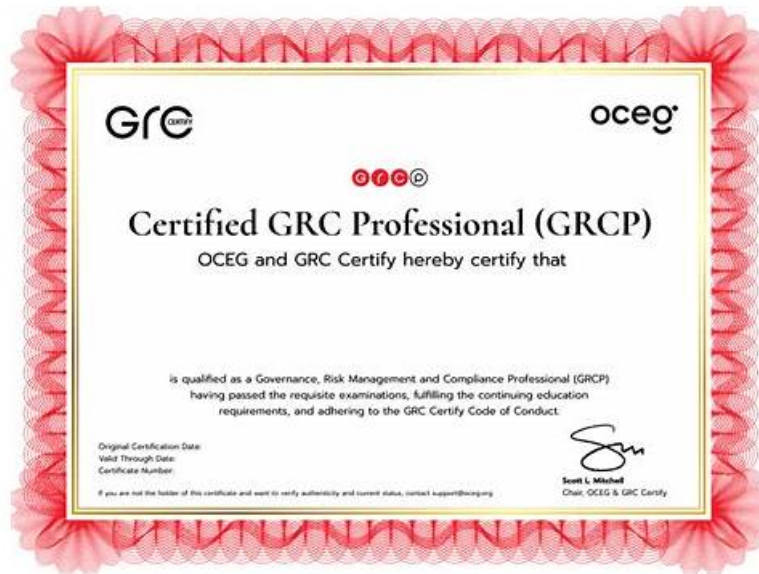 GrC CERTIFY
oceg
GrCP
Certified GRC Professional (GRCP)
OCEG and GRC Certify hereby certify that
is qualified as a Governance, Risk Management and Compliance Professional (GRCP)
having passed the requisite examinations, fulfilling the continuing education
requirements, and adhering to the GRC Certify Code of Conduct.
Original Certification Date:
Valid Through Date:
Certificate Number:
Scott L. Mitchell
Chair, OCEG & GRC Certify
If you are not the holder of this certificate and want to verify authenticity and current status, contact support@oceg.org